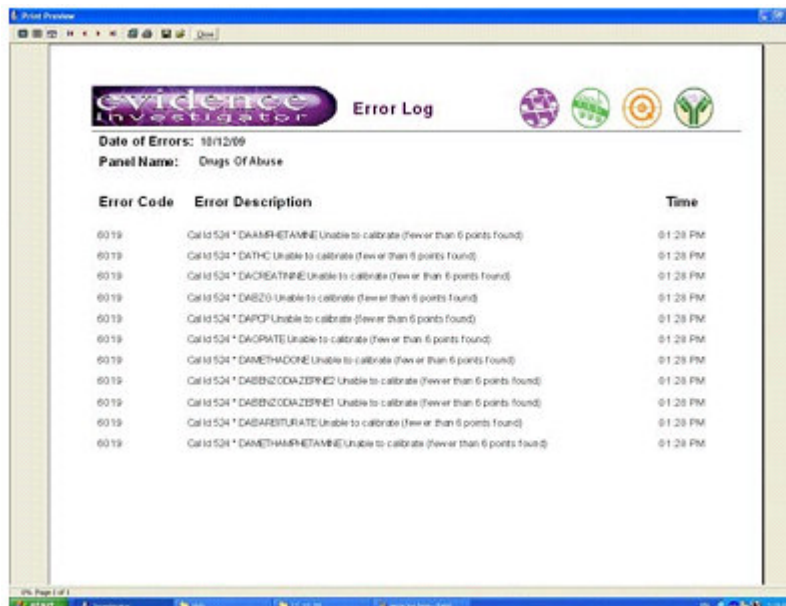 Print Preview
Close
evidence
investigator
Error Log
Date of Errors: 10/12/09
Panel Name: Drugs Of Abuse
Error Code Error Description Time
6019 Cal Id 524 * DAAMPHETAMINE Unable to calibrate (fewer than 6 points found) 01:28 PM
6019 Cal Id 524 * DATHC Unable to calibrate (fewer than 6 points found) 01:28 PM
6019 Cal Id 524 * DACREATININE Unable to calibrate (fewer than 6 points found) 01:28 PM
6019 Cal Id 524 * DABZG Unable to calibrate (fewer than 6 points found) 01:28 PM
6019 Cal Id 524 * DAPCP Unable to calibrate (fewer than 6 points found) 01:28 PM
6019 Cal Id 524 * DAOPIATE Unable to calibrate (fewer than 6 points found) 01:28 PM
6019 Cal Id 524 * DAMETHADONE Unable to calibrate (fewer than 6 points found) 01:28 PM
6019 Cal Id 524 * DABENZODIAZEPINE2 Unable to calibrate (fewer than 6 points found) 01:28 PM
6019 Cal Id 524 * DABENZODIAZEPINE1 Unable to calibrate (fewer than 6 points found) 01:28 PM
6019 Cal Id 524 * DABARBITURATE Unable to calibrate (fewer than 6 points found) 01:28 PM
6019 Cal Id 524 * DAMETHAMPHETAMINE Unable to calibrate (fewer than 6 points found) 01:28 PM
0% Page 1 of 1